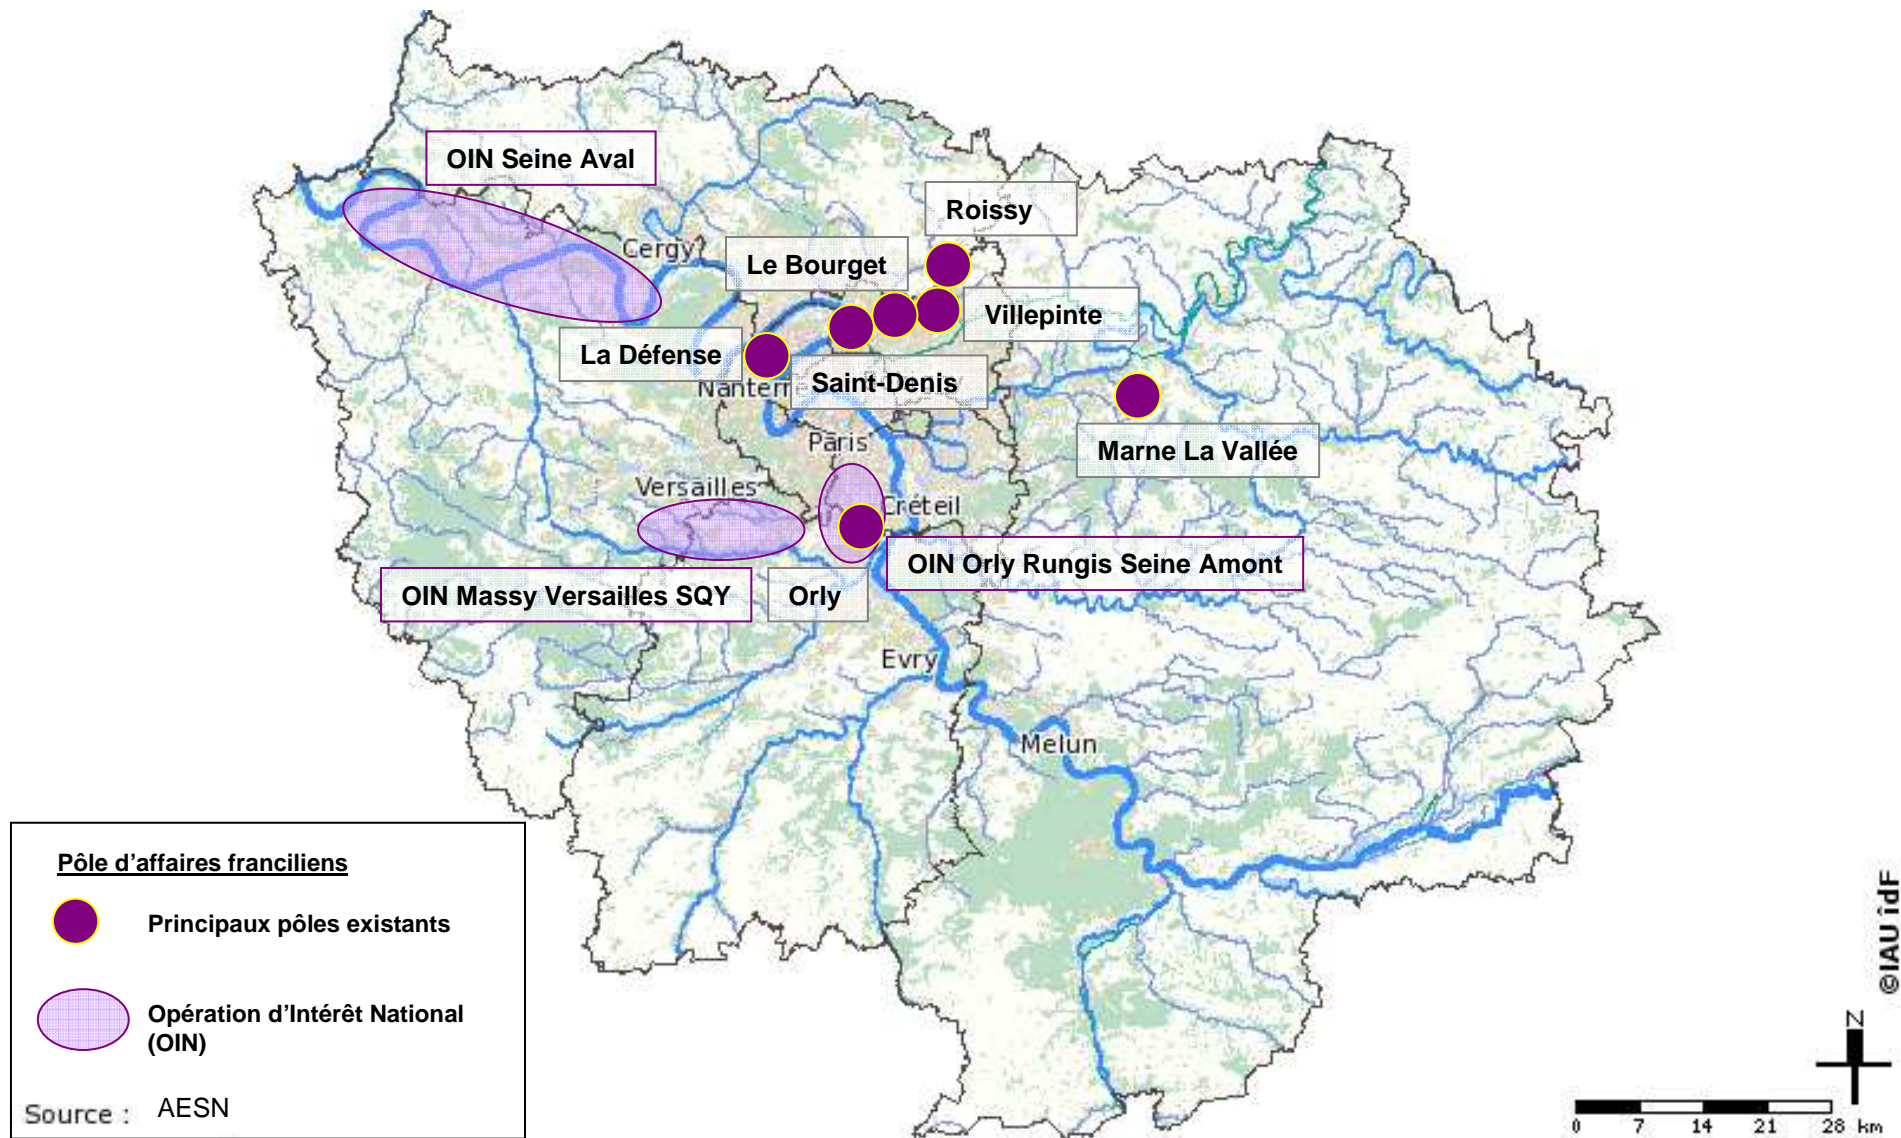 OIN Seine Aval
Roissy
Cergy
Le Bourget
Villepinte
La Défense
Saint-Denis
Nanterre
Paris
Marne La Vallée
Versailles
Créteil
OIN Orly Rungis Seine Amont
OIN Massy Versailles SQY
Orly
Evry
Melun
Pôle d’affaires franciliens
Principaux pôles existants
Opération d’Intérêt National
(OIN)
Source : AESN
©IAU îdF
N
0 7 14 21 28 km